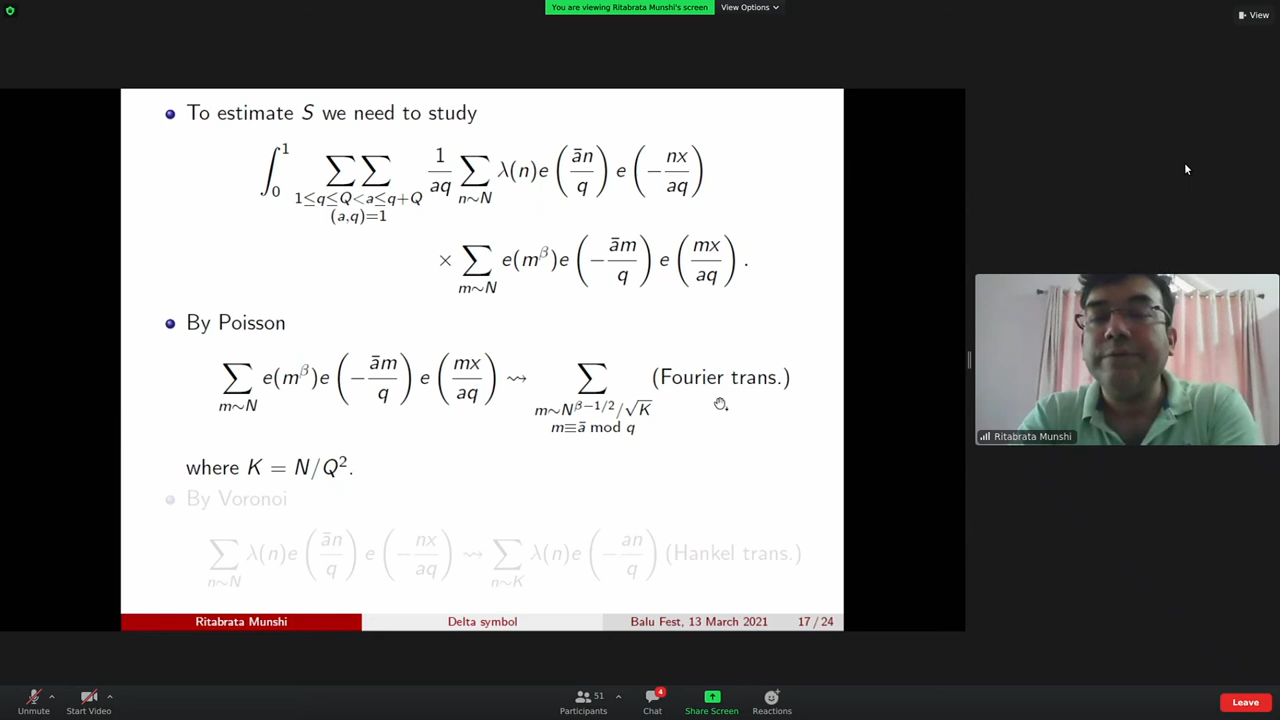 You are viewing Ritabrata Munshi's screen
View Options
View
• To estimate S we need to study
∫₀¹ ∑∑_{1≤q≤Q<a≤q+Q, (a,q)=1} 1/aq ∑_{n∼N} λ(n)e(ān/q) e(−nx/aq)
× ∑_{m∼N} e(m^β)e(−ām/q) e(mx/aq).
• By Poisson
∑_{m∼N} e(m^β)e(−ām/q) e(mx/aq) ⇝ ∑_{m∼N^{β−1/2}/√K, m≡ā mod q} (Fourier trans.)
where K = N/Q².
• By Voronoi
∑_{n∼N} λ(n)e(ān/q) e(−nx/aq) ⇝ ∑_{n∼K} λ(n)e(−an/q) (Hankel trans.)
Ritabrata Munshi
Delta symbol
Balu Fest, 13 March 2021
17 / 24
Ritabrata Munshi
Unmute
Start Video
51
Participants
4
Chat
Share Screen
Reactions
Leave